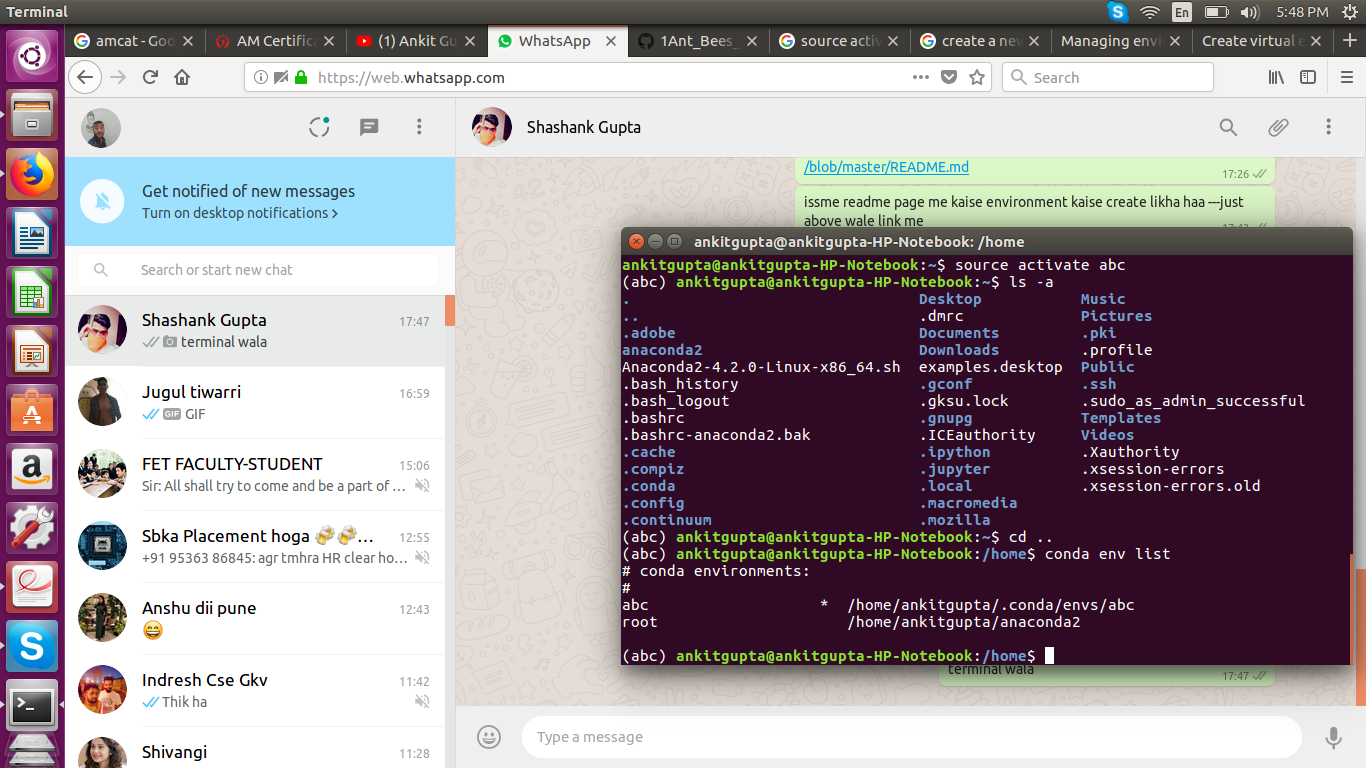 Terminal
En
5:48 PM
amcat - Goo
AM Certifica
(1) Ankit Gu
WhatsApp
1Ant_Bees_
source activ
create a new
Managing envi
Create virtual e
https://web.whatsapp.com
Search
Shashank Gupta
Get notified of new messages
Turn on desktop notifications >
Search or start new chat
Shashank Gupta
17:47
terminal wala
Jugul tiwarri
16:59
GIF GIF
FET FACULTY-STUDENT
15:06
Sir: All shall try to come and be a part of ...
Sbka Placement hoga 🍻🍻...
12:55
+91 95363 86845: agr tmhra HR clear ho...
Anshu dii pune
12:43
😄
Indresh Cse Gkv
11:42
Thik ha
Shivangi
11:28
/blob/master/README.md
17:26
issme readme page me kaise environment kaise create likha haa ---just
above wale link me
ankitgupta@ankitgupta-HP-Notebook: /home
ankitgupta@ankitgupta-HP-Notebook:~$ source activate abc
(abc) ankitgupta@ankitgupta-HP-Notebook:~$ ls -a
. Desktop Music
.. .dmrc Pictures
.adobe Documents .pki
anaconda2 Downloads .profile
Anaconda2-4.2.0-Linux-x86_64.sh examples.desktop Public
.bash_history .gconf .ssh
.bash_logout .gksu.lock .sudo_as_admin_successful
.bashrc .gnupg Templates
.bashrc-anaconda2.bak .ICEauthority Videos
.cache .ipython .Xauthority
.compiz .jupyter .xsession-errors
.conda .local .xsession-errors.old
.config .macromedia
.continuum .mozilla
(abc) ankitgupta@ankitgupta-HP-Notebook:~$ cd ..
(abc) ankitgupta@ankitgupta-HP-Notebook:/home$ conda env list
# conda environments:
#
abc * /home/ankitgupta/.conda/envs/abc
root /home/ankitgupta/anaconda2
(abc) ankitgupta@ankitgupta-HP-Notebook:/home$
terminal wala
17:47
Type a message